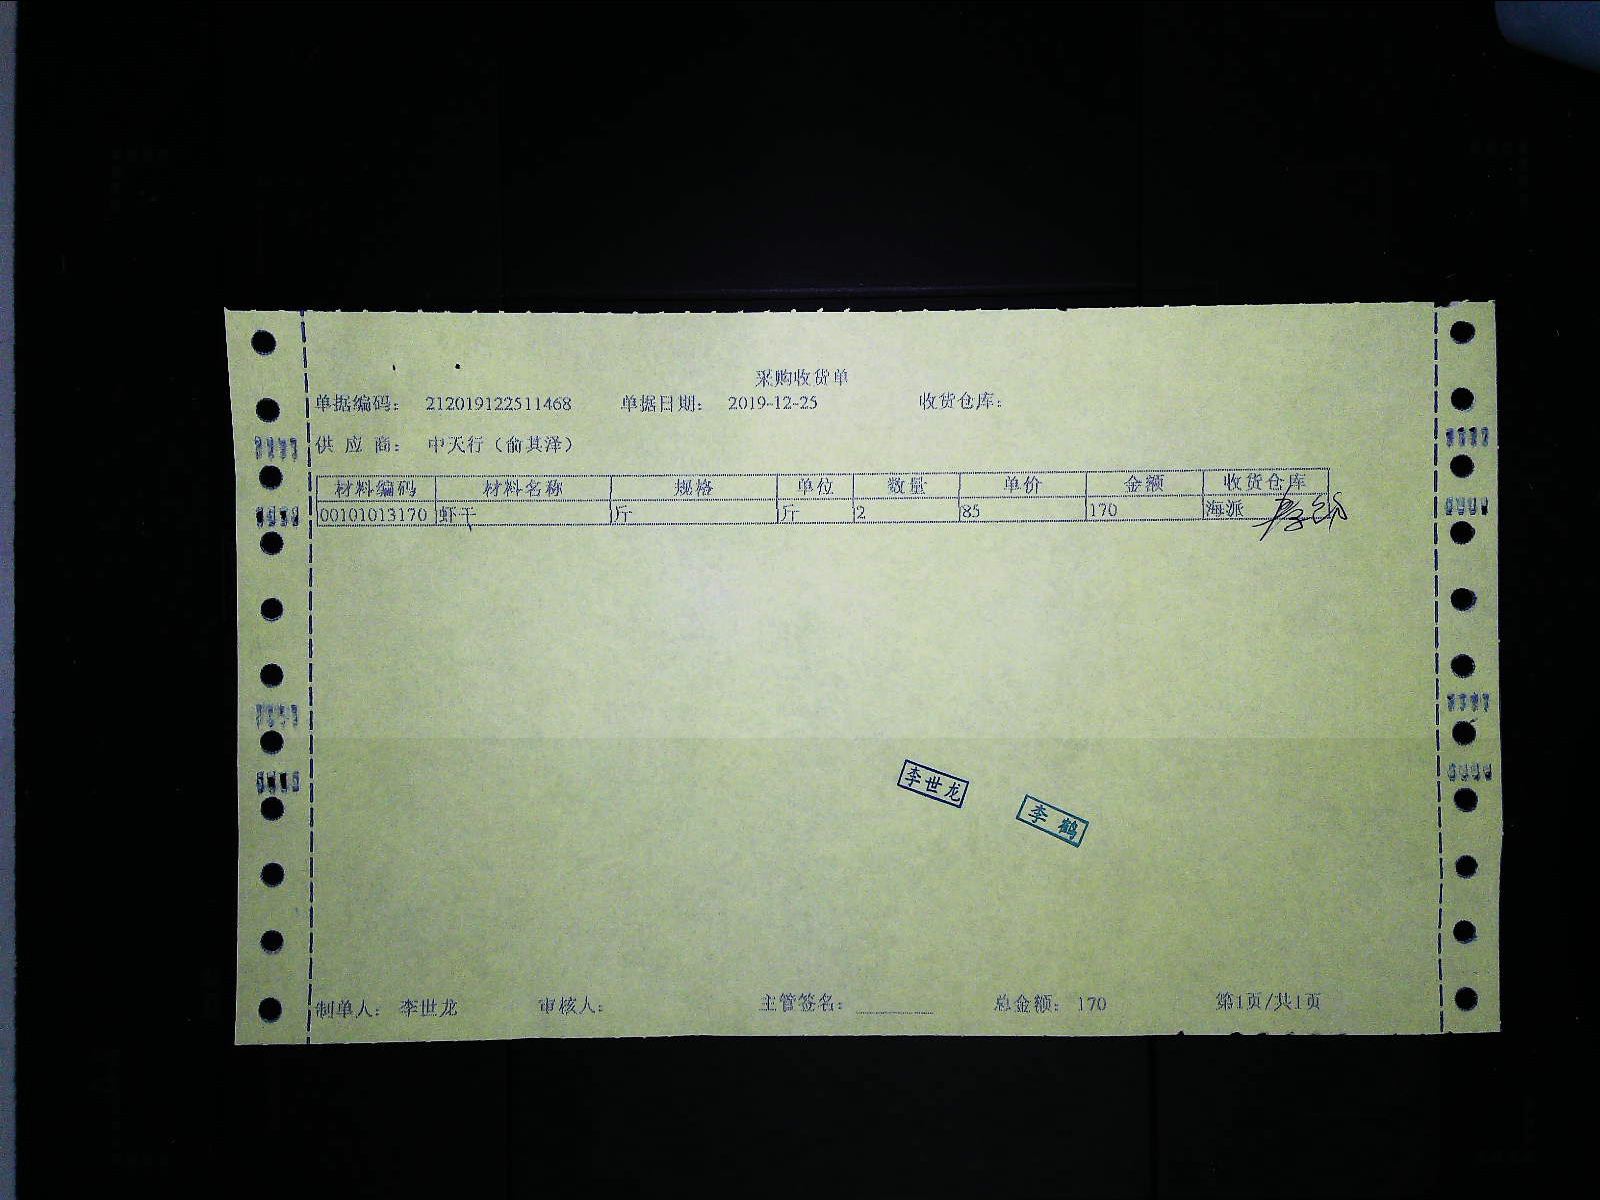 采购收货单
单据编码： 212019122511468 单据日期： 2019-12-25 收货仓库：
供 应 商： 中天行（俞其泽）
材料编码 材料名称 规格 单位 数量 单价 金额 收货仓库
00101013170 虾干 斤 斤 2 85 170 海派
李世龙
李鹤
制单人： 李世龙 审核人： 主管签名： 总金额： 170 第1页/共1页